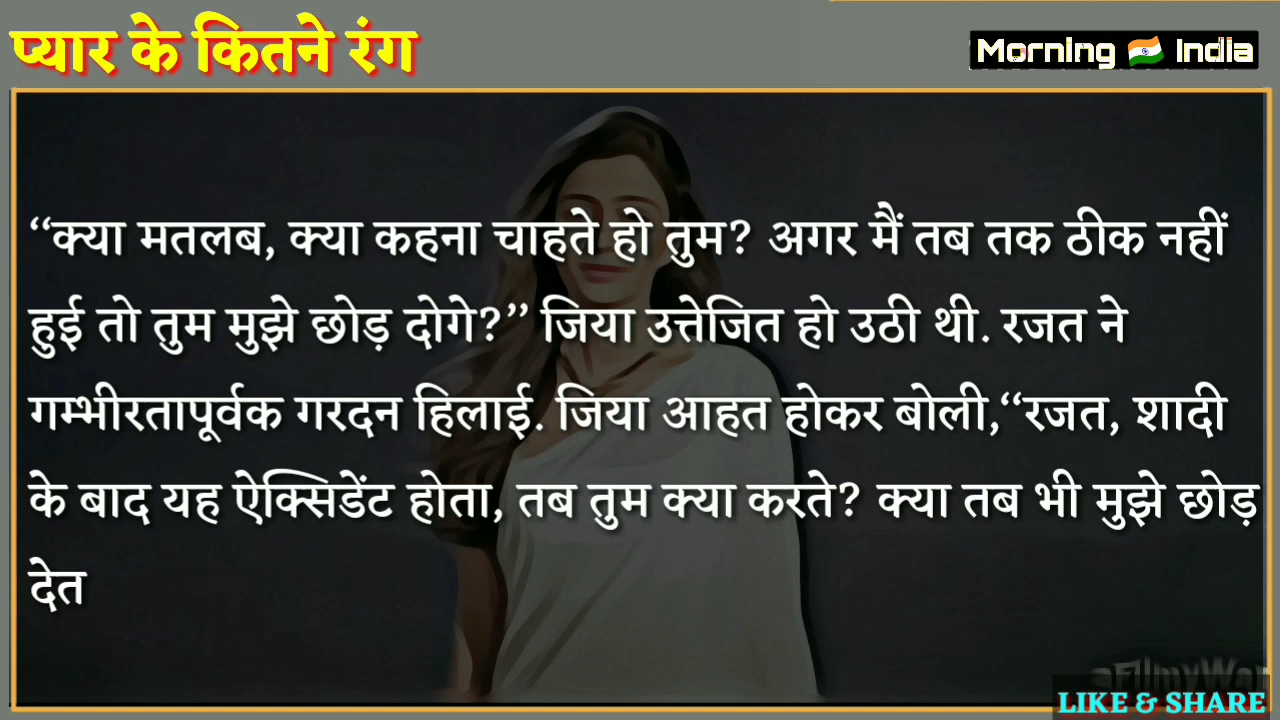 प्यार के कितने रंग
Morning India
“क्या मतलब, क्या कहना चाहते हो तुम? अगर मैं तब तक ठीक नहीं
हुई तो तुम मुझे छोड़ दोगे?” जिया उत्तेजित हो उठी थी. रजत ने
गम्भीरतापूर्वक गरदन हिलाई. जिया आहत होकर बोली,“रजत, शादी
के बाद यह ऐक्सिडेंट होता, तब तुम क्या करते? क्या तब भी मुझे छोड़
देत
LIKE & SHARE